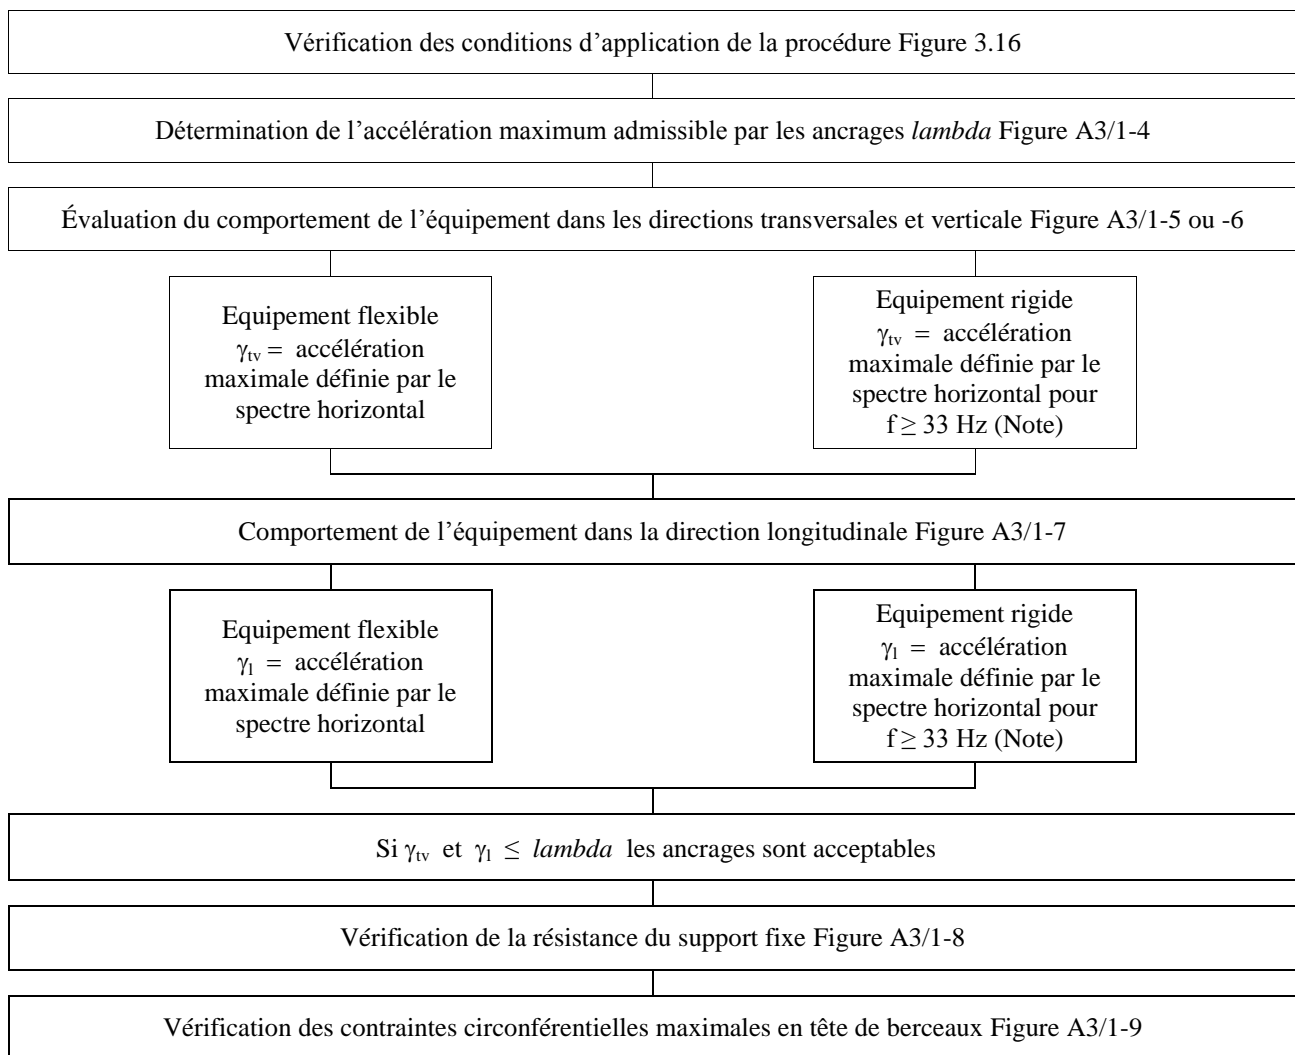 Vérification des conditions d’application de la procédure Figure 3.16
Détermination de l’accélération maximum admissible par les ancrages lambda Figure A3/1-4
Évaluation du comportement de l’équipement dans les directions transversales et verticale Figure A3/1-5 ou -6
Equipement flexible
γtv = accélération
maximale définie par le
spectre horizontal
Equipement rigide
γtv = accélération
maximale définie par le
spectre horizontal pour
f ≥ 33 Hz (Note)
Comportement de l’équipement dans la direction longitudinale Figure A3/1-7
Equipement flexible
γl = accélération
maximale définie par le
spectre horizontal
Equipement rigide
γl = accélération
maximale définie par le
spectre horizontal pour
f ≥ 33 Hz (Note)
Si γtv et γl ≤ lambda les ancrages sont acceptables
Vérification de la résistance du support fixe Figure A3/1-8
Vérification des contraintes circonférentielles maximales en tête de berceaux Figure A3/1-9